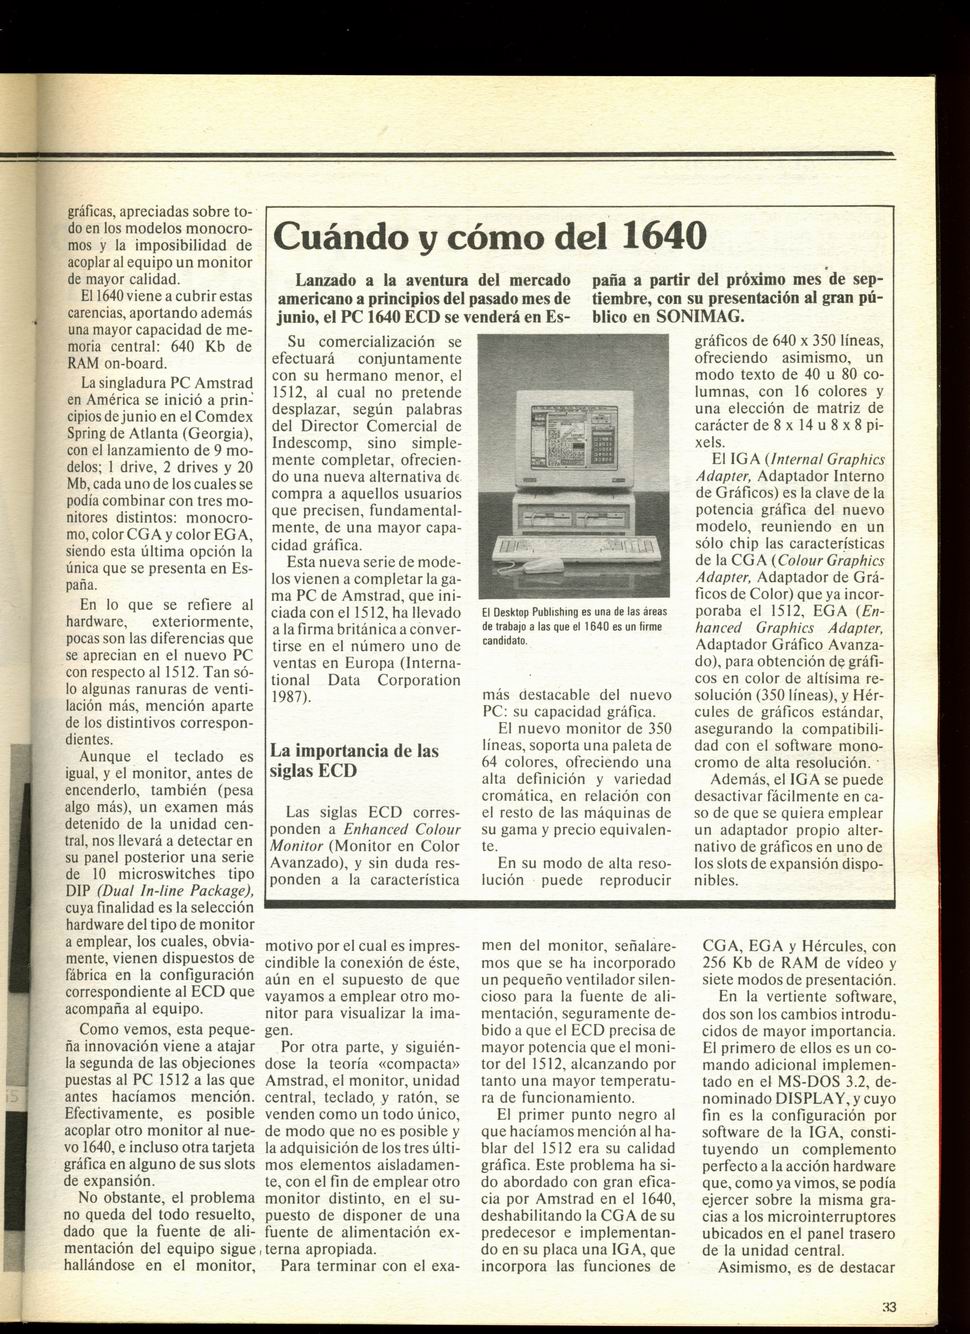 gráficas, apreciadas sobre to-
do en los modelos monocro-
mos y la imposibilidad de
acoplar al equipo un monitor
de mayor calidad.
El 1640 viene a cubrir estas
carencias, aportando además
una mayor capacidad de me-
moria central: 640 Kb de
RAM on-board.
La singladura PC Amstrad
en América se inició a prin-
cipios de junio en el Comdex
Spring de Atlanta (Georgia),
con el lanzamiento de 9 mo-
delos; 1 drive, 2 drives y 20
Mb, cada uno de los cuales se
podía combinar con tres mo-
nitores distintos: monocro-
mo, color CGA y color EGA,
siendo esta última opción la
única que se presenta en Es-
paña.
En lo que se refiere al
hardware, exteriormente,
pocas son las diferencias que
se aprecian en el nuevo PC
con respecto al 1512. Tan só-
lo algunas ranuras de venti-
lación más, mención aparte
de los distintivos correspon-
dientes.
Aunque el teclado es
igual, y el monitor, antes de
encenderlo, también (pesa
algo más), un examen más
detenido de la unidad cen-
tral, nos llevará a detectar en
su panel posterior una serie
de 10 microswitches tipo
DIP (Dual In-line Package),
cuya finalidad es la selección
hardware del tipo de monitor
a emplear, los cuales, obvia-
mente, vienen dispuestos de
fábrica en la configuración
correspondiente al ECD que
acompaña al equipo.
Como vemos, esta peque-
ña innovación viene a atajar
la segunda de las objeciones
puestas al PC 1512 a las que
antes hacíamos mención.
Efectivamente, es posible
acoplar otro monitor al nue-
vo 1640, e incluso otra tarjeta
gráfica en alguno de sus slots
de expansión.
No obstante, el problema
no queda del todo resuelto,
dado que la fuente de ali-
mentación del equipo sigue
hallándose en el monitor,
Cuándo y cómo del 1640
Lanzado a la aventura del mercado
americano a principios del pasado mes de
junio, el PC 1640 ECD se venderá en Es-
paña a partir del próximo mes de sep-
tiembre, con su presentación al gran pú-
blico en SONIMAG.
Su comercialización se
efectuará conjuntamente
con su hermano menor, el
1512, al cual no pretende
desplazar, según palabras
del Director Comercial de
Indescomp, sino simple-
mente completar, ofrecien-
do una nueva alternativa de
compra a aquellos usuarios
que precisen, fundamental-
mente, de una mayor capa-
cidad gráfica.
Esta nueva serie de mode-
los vienen a completar la ga-
ma PC de Amstrad, que ini-
ciada con el 1512, ha llevado
a la firma británica a conver-
tirse en el número uno de
ventas en Europa (Interna-
tional Data Corporation
1987).
La importancia de las
siglas ECD
Las siglas ECD corres-
ponden a Enhanced Colour
Monitor (Monitor en Color
Avanzado), y sin duda res-
ponden a la característica
El Desktop Publishing es una de las áreas
de trabajo a las que el 1640 es un firme
candidato.
más destacable del nuevo
PC: su capacidad gráfica.
El nuevo monitor de 350
líneas, soporta una paleta de
64 colores, ofreciendo una
alta definición y variedad
cromática, en relación con
el resto de las máquinas de
su gama y precio equivalen-
te.
En su modo de alta reso-
lución puede reproducir
gráficos de 640 x 350 líneas,
ofreciendo asimismo, un
modo texto de 40 u 80 co-
lumnas, con 16 colores y
una elección de matriz de
carácter de 8 x 14 u 8 x 8 pi-
xels.
El IGA (Internal Graphics
Adapter, Adaptador Interno
de Gráficos) es la clave de la
potencia gráfica del nuevo
modelo, reuniendo en un
sólo chip las características
de la CGA (Colour Graphics
Adapter, Adaptador de Grá-
ficos de Color) que ya incor-
poraba el 1512, EGA (En-
hanced Graphics Adapter,
Adaptador Gráfico Avanza-
do), para obtención de gráfi-
cos en color de altísima re-
solución (350 líneas), y Hér-
cules de gráficos estándar,
asegurando la compatibili-
dad con el software mono-
cromo de alta resolución.
Además, el IGA se puede
desactivar fácilmente en ca-
so de que se quiera emplear
un adaptador propio alter-
nativo de gráficos en uno de
los slots de expansión dispo-
nibles.
motivo por el cual es impres-
cindible la conexión de éste,
aún en el supuesto de que
vayamos a emplear otro mo-
nitor para visualizar la ima-
gen.
Por otra parte, y siguién-
dose la teoría «compacta»
Amstrad, el monitor, unidad
central, teclado y ratón, se
venden como un todo único,
de modo que no es posible y
la adquisición de los tres últi-
mos elementos aisladamen-
te, con el fin de emplear otro
monitor distinto, en el su-
puesto de disponer de una
fuente de alimentación ex-
terna apropiada.
Para terminar con el exa-
men del monitor, señalare-
mos que se ha incorporado
un pequeño ventilador silen-
cioso para la fuente de ali-
mentación, seguramente de-
bido a que el ECD precisa de
mayor potencia que el moni-
tor del 1512, alcanzando por
tanto una mayor temperatu-
ra de funcionamiento.
El primer punto negro al
que hacíamos mención al ha-
blar del 1512 era su calidad
gráfica. Este problema ha si-
do abordado con gran efica-
cia por Amstrad en el 1640,
deshabilitando la CGA de su
predecesor e implementan-
do en su placa una IGA, que
incorpora las funciones de
CGA, EGA y Hércules, con
256 Kb de RAM de vídeo y
siete modos de presentación.
En la vertiente software,
dos son los cambios introdu-
cidos de mayor importancia.
El primero de ellos es un co-
mando adicional implemen-
tado en el MS-DOS 3.2, de-
nominado DISPLAY, y cuyo
fin es la configuración por
software de la IGA, consti-
tuyendo un complemento
perfecto a la acción hardware
que, como ya vimos, se podía
ejercer sobre la misma gra-
cias a los microinterruptores
ubicados en el panel trasero
de la unidad central.
Asimismo, es de destacar
33